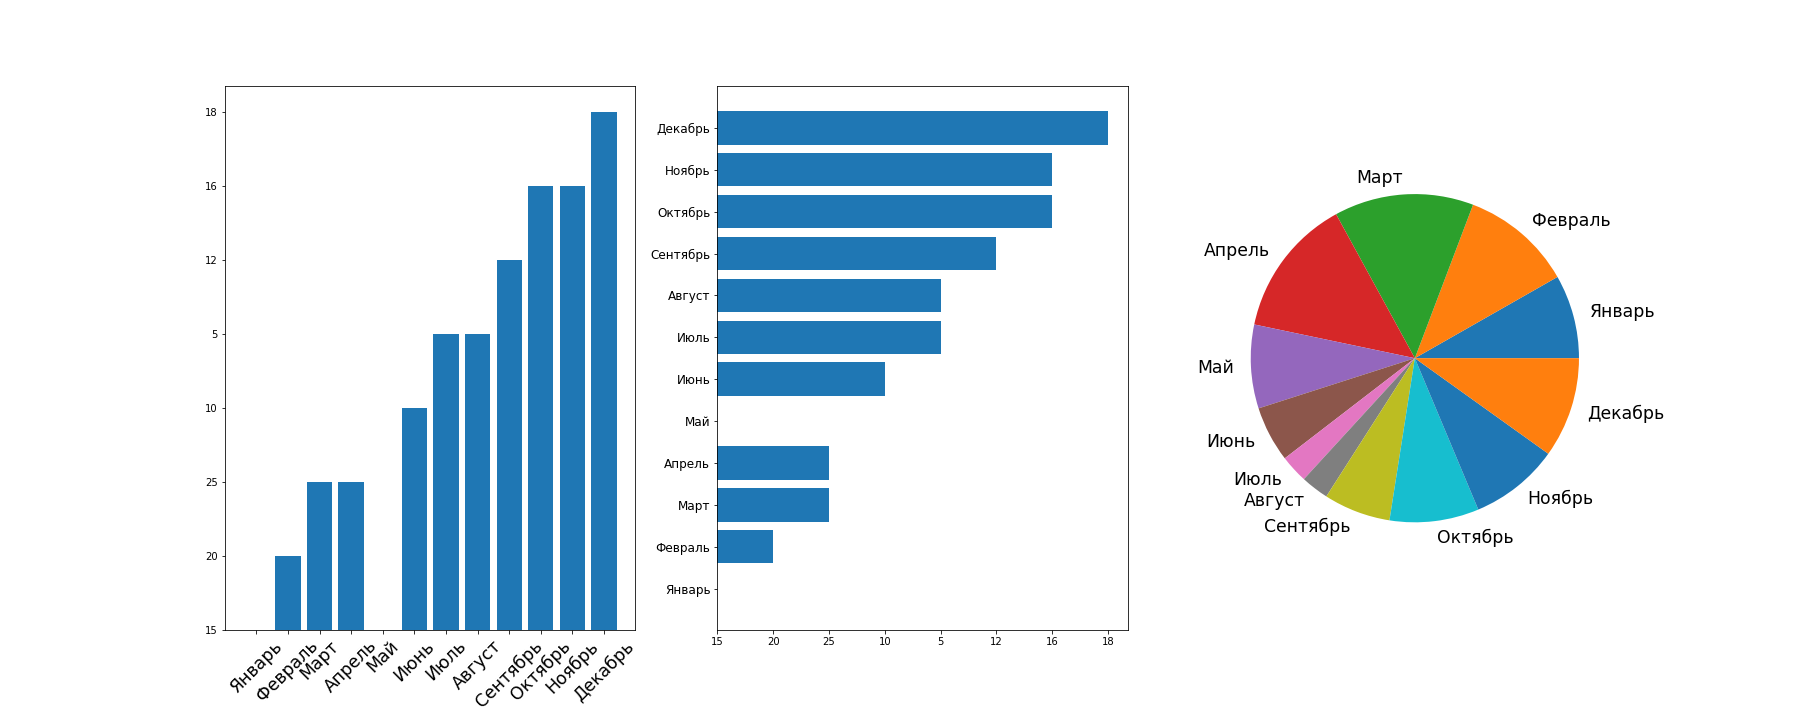 18
16
12
5
10
25
20
15
Январь
Февраль
Март
Апрель
Май
Июнь
Июль
Август
Сентябрь
Октябрь
Ноябрь
Декабрь
Декабрь
Ноябрь
Октябрь
Сентябрь
Август
Июль
Июнь
Май
Апрель
Март
Февраль
Январь
15 20 25 10 5 12 16 18
Март
Февраль
Апрель
Январь
Май
Декабрь
Июнь
Июль
Август
Ноябрь
Сентябрь
Октябрь